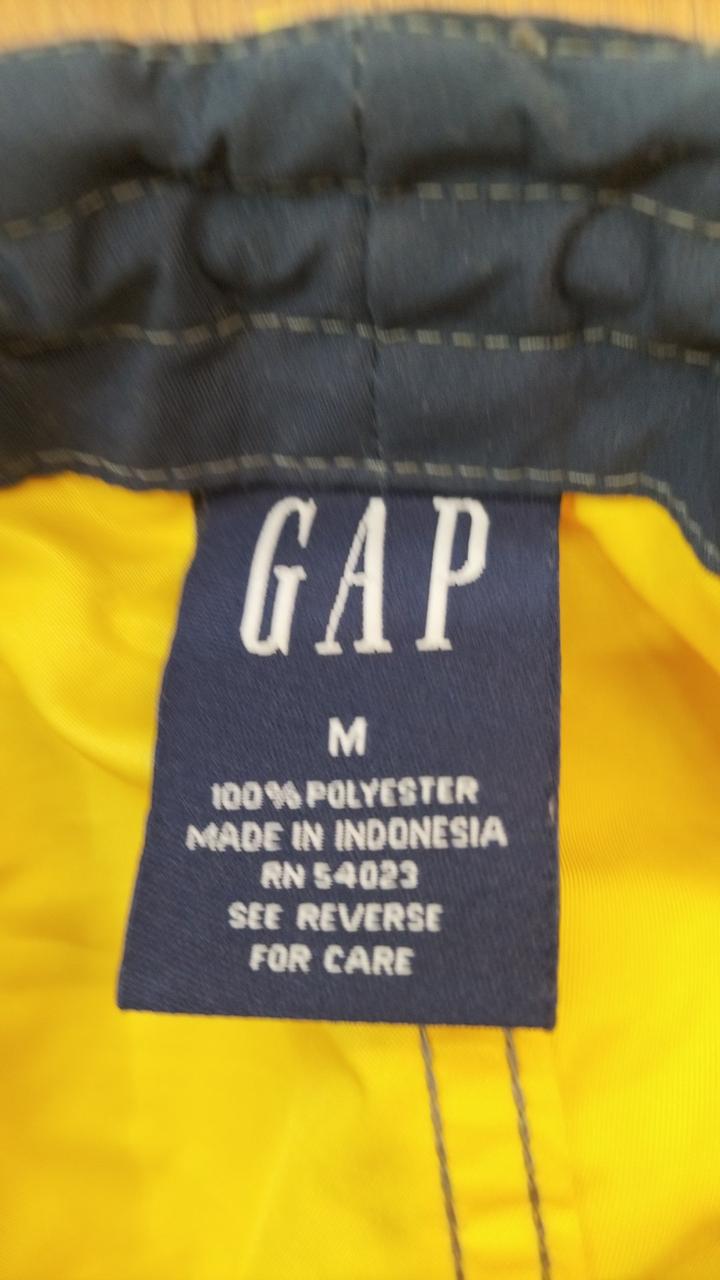 GAP
M
100% POLYESTER
MADE IN INDONESIA
RN 54023
SEE REVERSE
FOR CARE